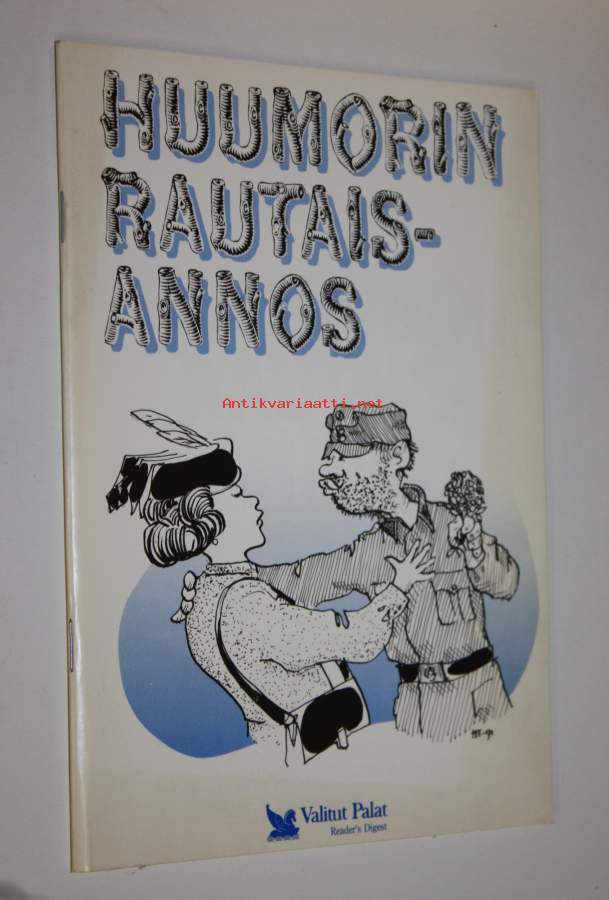 HUUMORIN
RAUTAIS-
ANNOS
Antikvariaatti.net
Valitut Palat
Reader's Digest